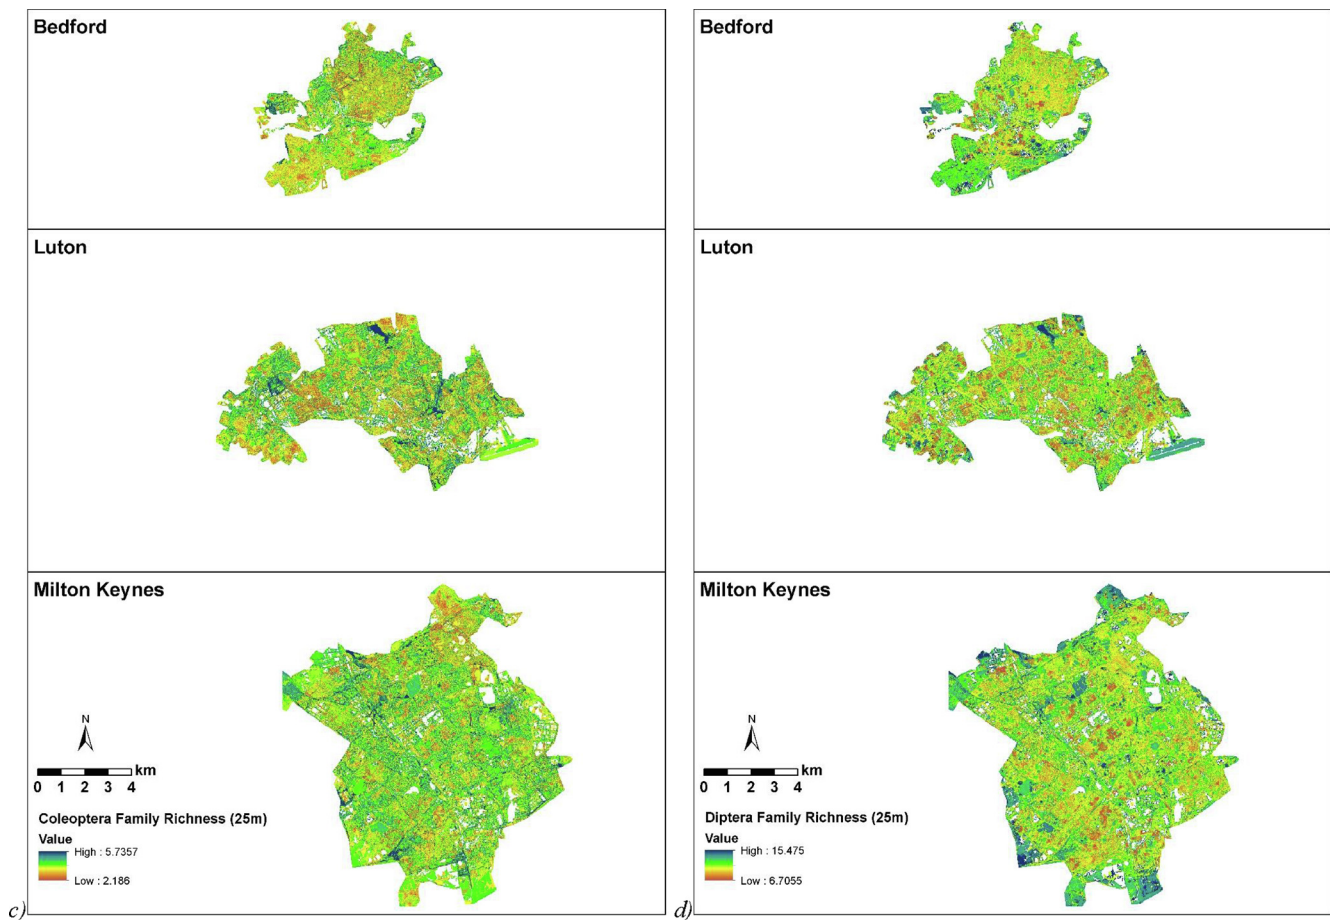 Bedford
Luton
Milton Keynes
N
km
0 1 2 3 4
Coleoptera Family Richness (25m)
Value
High : 5.7357
Low : 2.186
c)
Bedford
Luton
Milton Keynes
N
km
0 1 2 3 4
Diptera Family Richness (25m)
Value
High : 15.475
Low : 6.7055
d)